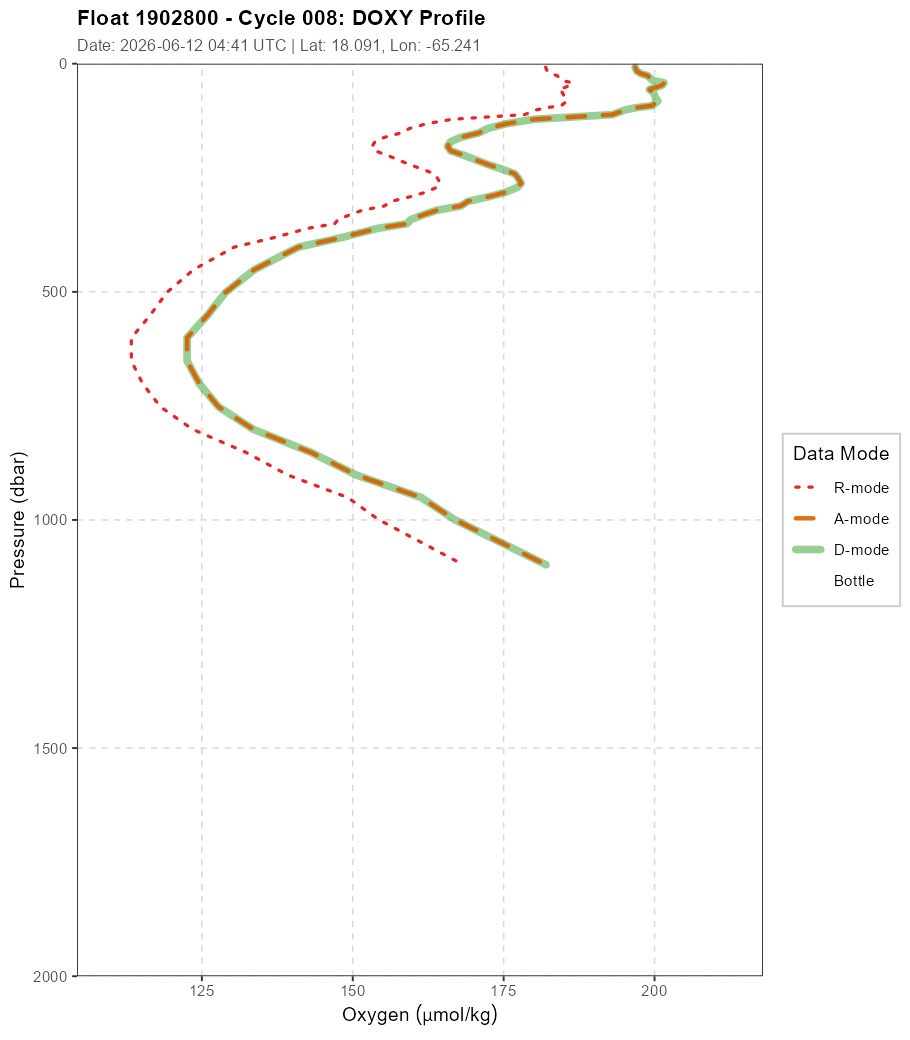 Float 1902800 - Cycle 008: DOXY Profile
Date: 2026-06-12 04:41 UTC | Lat: 18.091, Lon: -65.241
0
500
1000
1500
2000
Pressure (dbar)
125 150 175 200
Oxygen (µmol/kg)
Data Mode
R-mode
A-mode
D-mode
Bottle